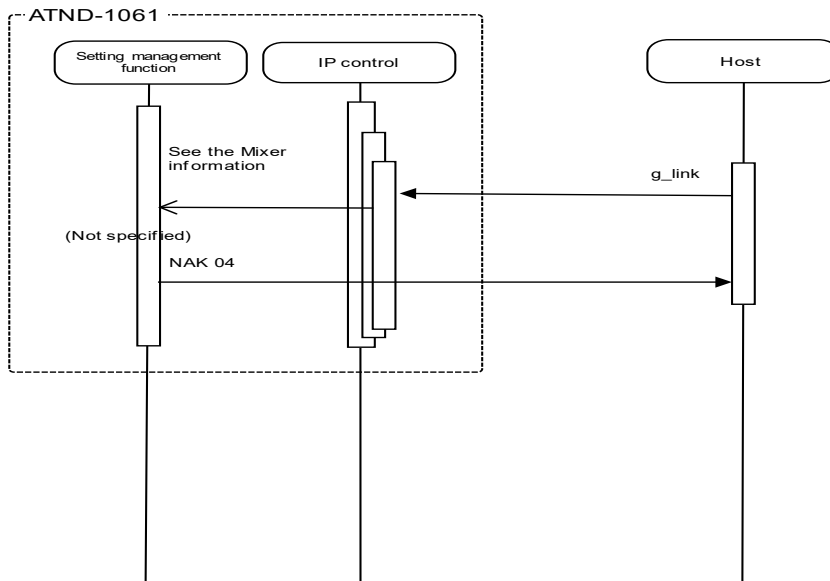 ATND-1061
Setting management
function
IP control
Host
See the Mixer
information
g_link
(Not specified)
NAK 04